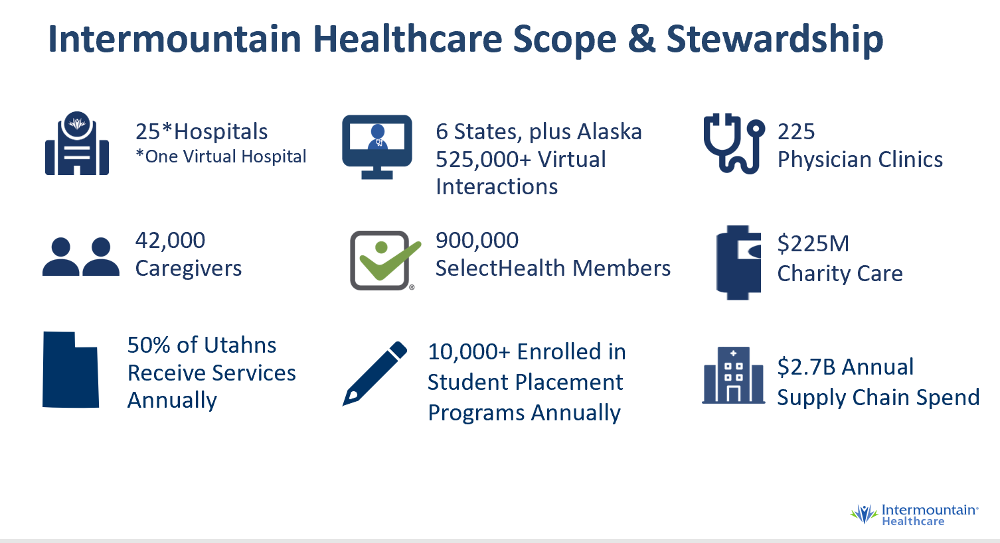 Intermountain Healthcare Scope & Stewardship
25*Hospitals
*One Virtual Hospital
6 States, plus Alaska
525,000+ Virtual
Interactions
225
Physician Clinics
42,000
Caregivers
900,000
SelectHealth Members
$225M
Charity Care
50% of Utahns
Receive Services
Annually
10,000+ Enrolled in
Student Placement
Programs Annually
$2.7B Annual
Supply Chain Spend
®
Intermountain®
Healthcare